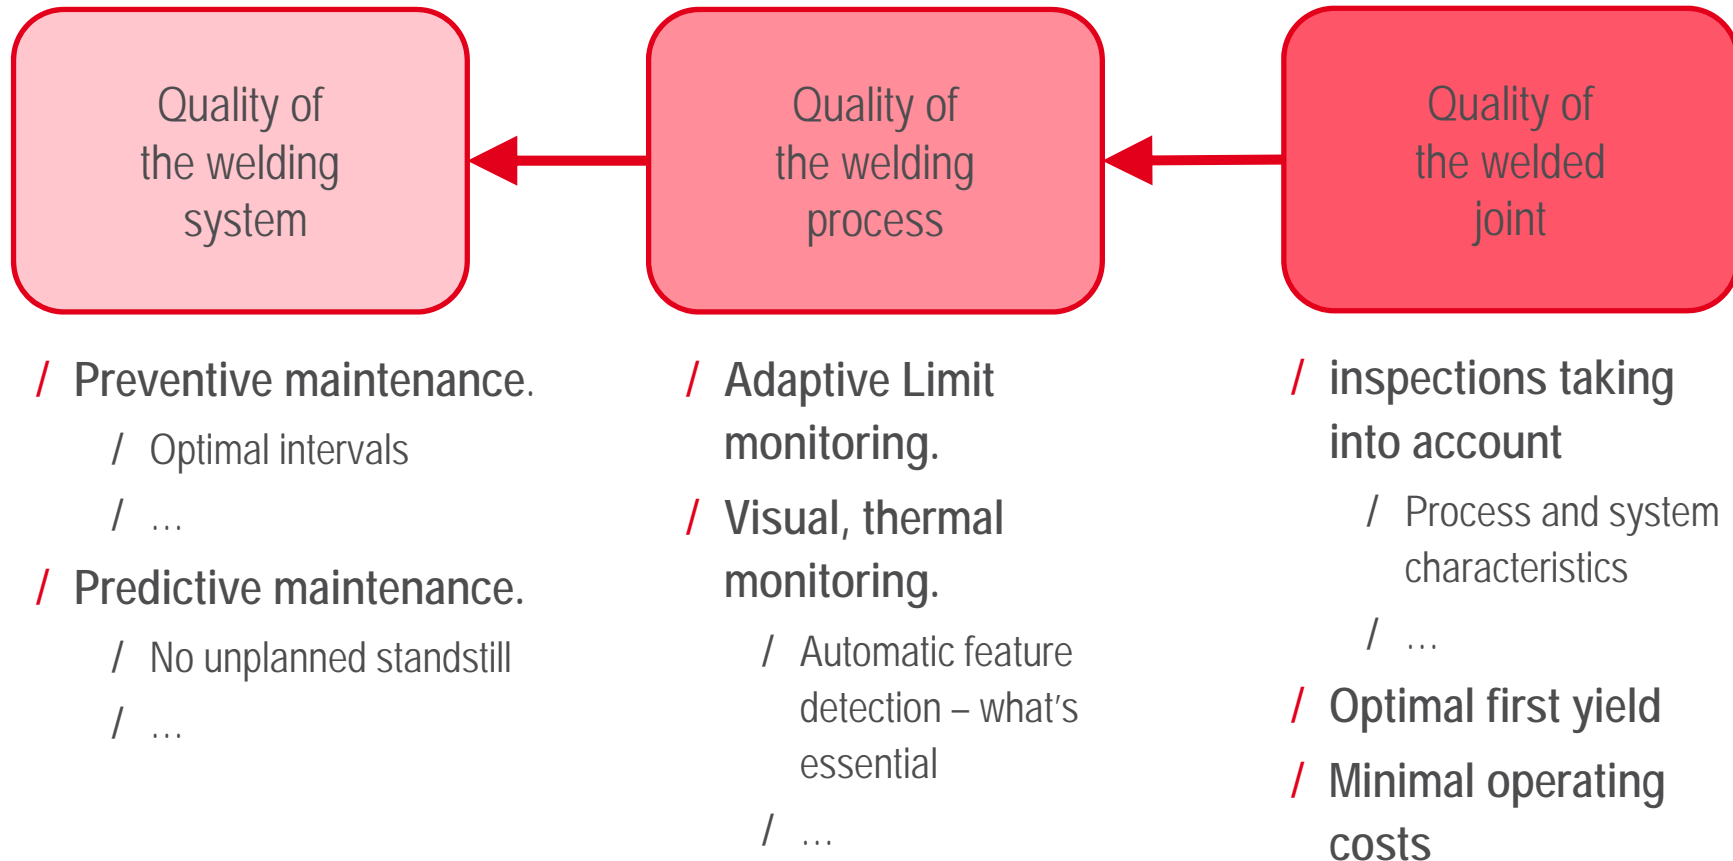 Quality of
the welding
system
Quality of
the welding
process
Quality of
the welded
joint
/ Preventive maintenance.
/ Optimal intervals
/ …
/ Predictive maintenance.
/ No unplanned standstill
/ …
/ Adaptive Limit
monitoring.
/ Visual, thermal
monitoring.
/ Automatic feature
detection – what's
essential
/ …
/ inspections taking
into account
/ Process and system
characteristics
/ …
/ Optimal first yield
/ Minimal operating
costs